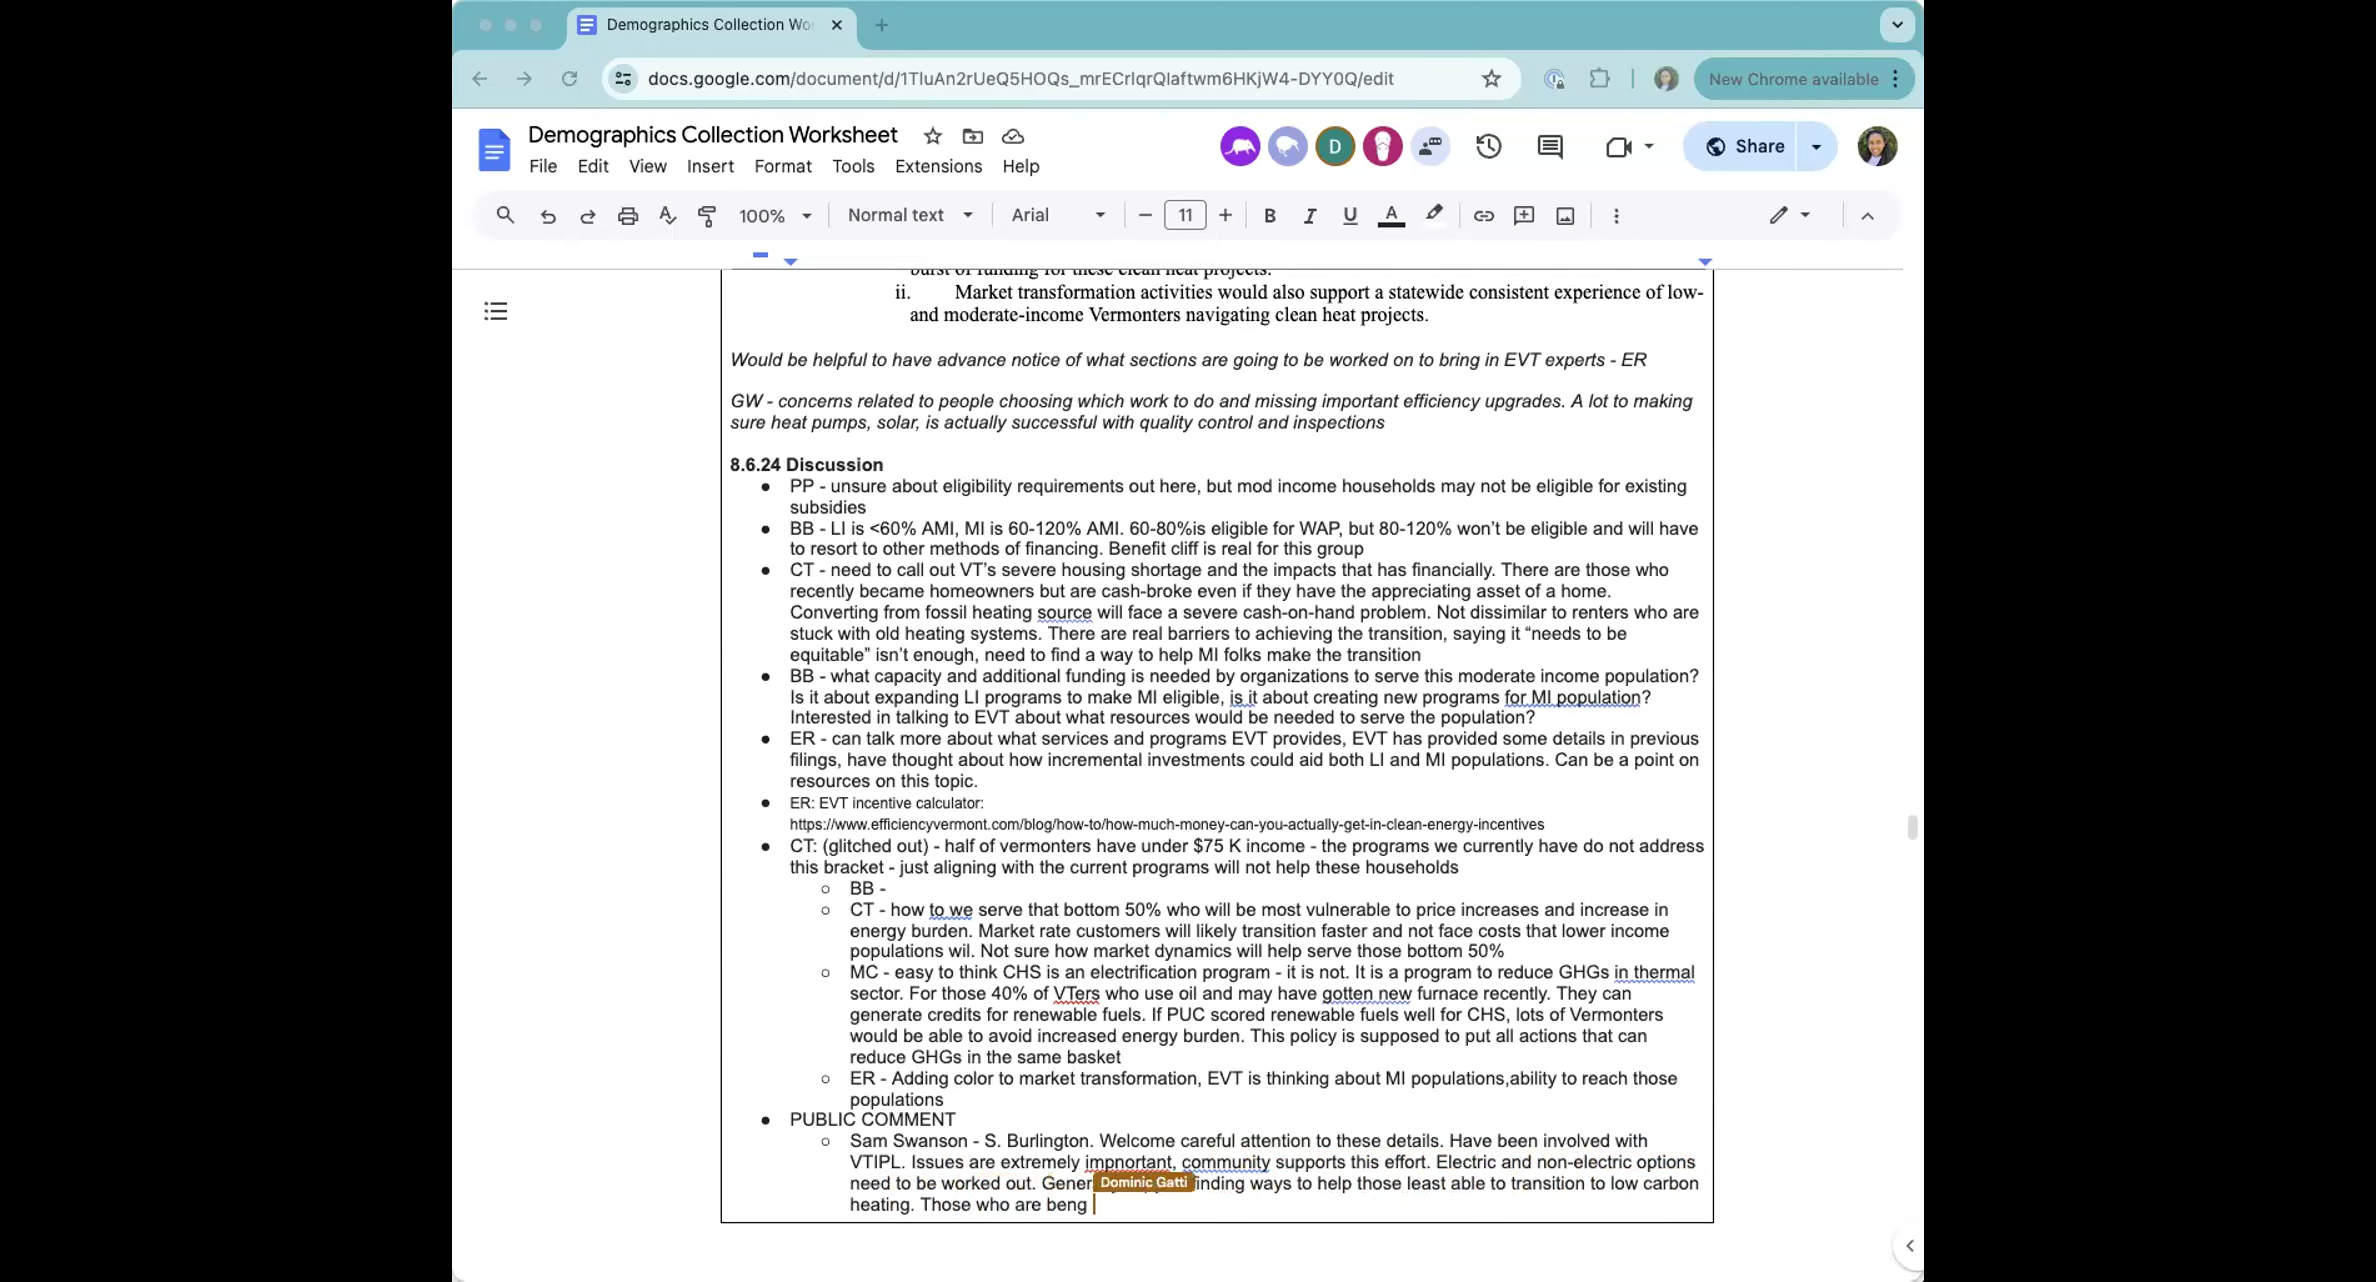 Demographics Collection Wo
docs.google.com/document/d/1TluAn2rUeQ5HOQs_mrECrlqrQlaftwm6HKjW4-DYY0Q/edit
New Chrome available
Demographics Collection Worksheet
D
Share
File Edit View Insert Format Tools Extensions Help
100% Normal text Arial 11 B I U A
burst of funding for these clean heat projects.
ii. Market transformation activities would also support a statewide consistent experience of low-
and moderate-income Vermonters navigating clean heat projects.
Would be helpful to have advance notice of what sections are going to be worked on to bring in EVT experts - ER
GW - concerns related to people choosing which work to do and missing important efficiency upgrades. A lot to making
sure heat pumps, solar, is actually successful with quality control and inspections
8.6.24 Discussion
● PP - unsure about eligibility requirements out here, but mod income households may not be eligible for existing
subsidies
● BB - LI is <60% AMI, MI is 60-120% AMI. 60-80%is eligible for WAP, but 80-120% won't be eligible and will have
to resort to other methods of financing. Benefit cliff is real for this group
● CT - need to call out VT's severe housing shortage and the impacts that has financially. There are those who
recently became homeowners but are cash-broke even if they have the appreciating asset of a home.
Converting from fossil heating source will face a severe cash-on-hand problem. Not dissimilar to renters who are
stuck with old heating systems. There are real barriers to achieving the transition, saying it “needs to be
equitable” isn't enough, need to find a way to help MI folks make the transition
● BB - what capacity and additional funding is needed by organizations to serve this moderate income population?
Is it about expanding LI programs to make MI eligible, is it about creating new programs for MI population?
Interested in talking to EVT about what resources would be needed to serve the population?
● ER - can talk more about what services and programs EVT provides, EVT has provided some details in previous
filings, have thought about how incremental investments could aid both LI and MI populations. Can be a point on
resources on this topic.
● ER: EVT incentive calculator:
https://www.efficiencyvermont.com/blog/how-to/how-much-money-can-you-actually-get-in-clean-energy-incentives
● CT: (glitched out) - half of vermonters have under $75 K income - the programs we currently have do not address
this bracket - just aligning with the current programs will not help these households
○ BB -
○ CT - how to we serve that bottom 50% who will be most vulnerable to price increases and increase in
energy burden. Market rate customers will likely transition faster and not face costs that lower income
populations wil. Not sure how market dynamics will help serve those bottom 50%
○ MC - easy to think CHS is an electrification program - it is not. It is a program to reduce GHGs in thermal
sector. For those 40% of VTers who use oil and may have gotten new furnace recently. They can
generate credits for renewable fuels. If PUC scored renewable fuels well for CHS, lots of Vermonters
would be able to avoid increased energy burden. This policy is supposed to put all actions that can
reduce GHGs in the same basket
○ ER - Adding color to market transformation, EVT is thinking about MI populations,ability to reach those
populations
● PUBLIC COMMENT
○ Sam Swanson - S. Burlington. Welcome careful attention to these details. Have been involved with
VTIPL. Issues are extremely impnortant, community supports this effort. Electric and non-electric options
need to be worked out. Gener Dominic Gatti inding ways to help those least able to transition to low carbon
heating. Those who are beng